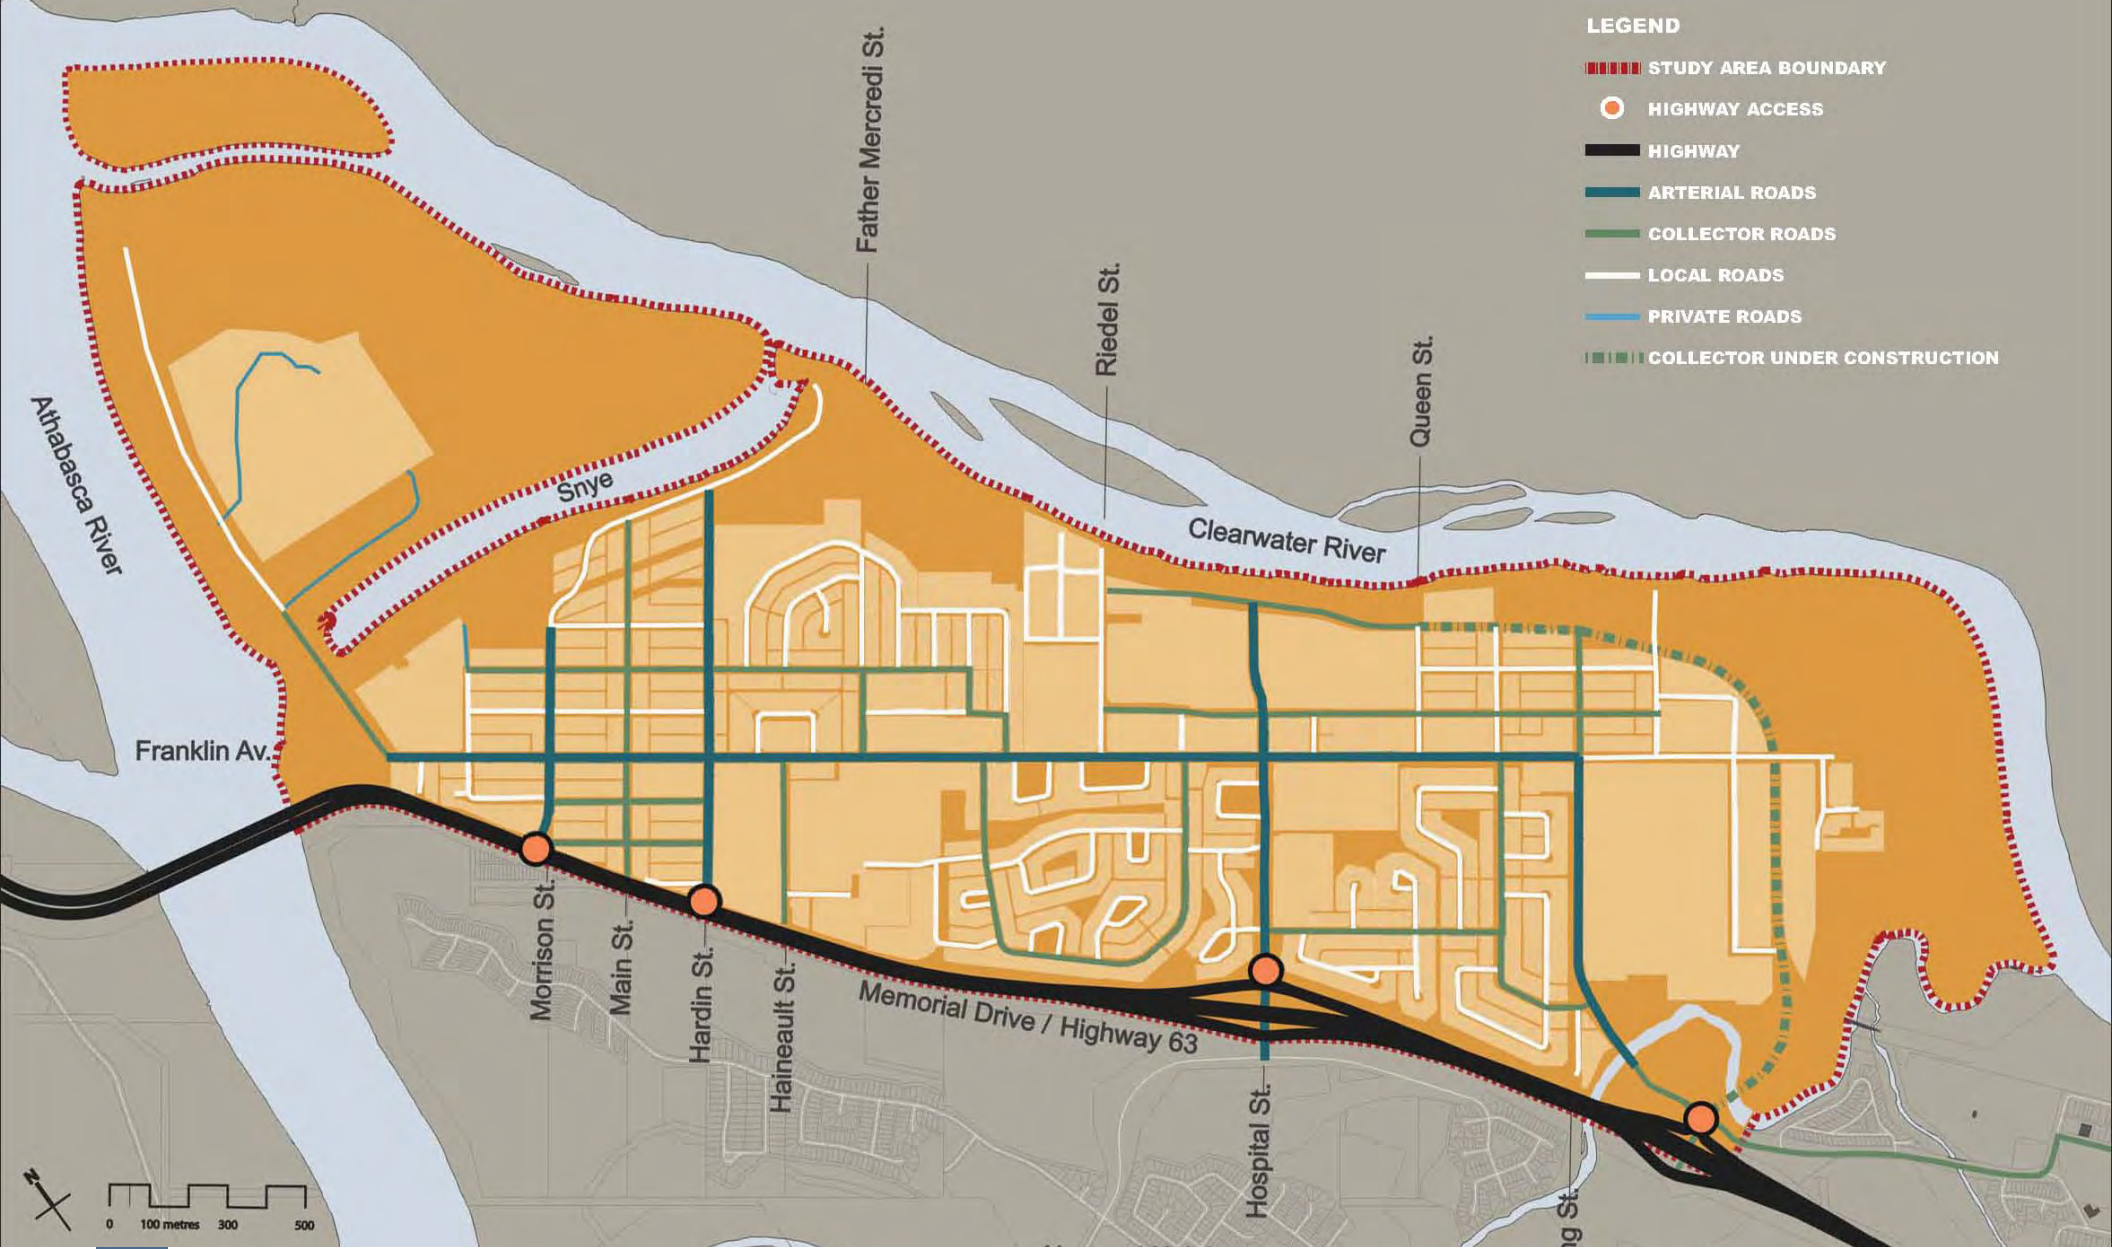 LEGEND
STUDY AREA BOUNDARY
HIGHWAY ACCESS
HIGHWAY
ARTERIAL ROADS
COLLECTOR ROADS
LOCAL ROADS
PRIVATE ROADS
COLLECTOR UNDER CONSTRUCTION
Father Mercredi St.
Riedel St.
Queen St.
Athabasca River
Snye
Clearwater River
Franklin Av.
Morrison St.
Main St.
Hardin St.
Haineault St.
Memorial Drive / Highway 63
Hospital St.
ng St.
N
0 100 metres 300 500